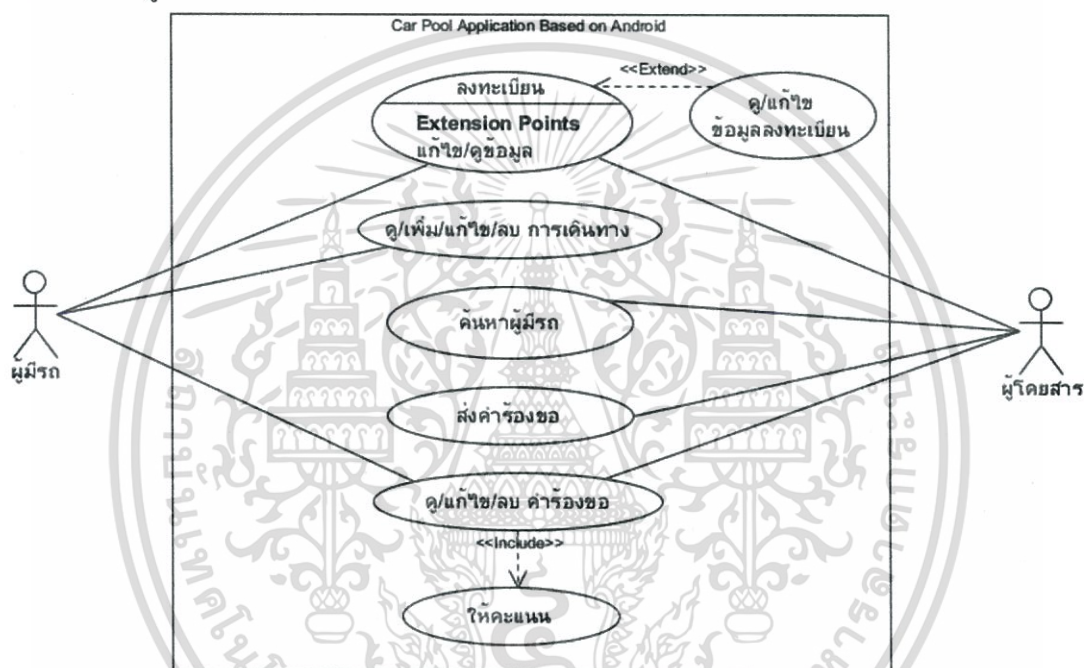 Car Pool Application Based on Android
<<Extend>>
ลงทะเบียน
Extension Points
แก้ไข/ดูข้อมูล
ดู/แก้ไข
ข้อมูลลงทะเบียน
ดู/เพิ่ม/แก้ไข/ลบ การเดินทาง
ค้นหาผู้มีรถ
ผู้มีรถ
ผู้โดยสาร
ส่งคำร้องขอ
ดู/แก้ไข/ลบ คำร้องขอ
<<Include>>
ให้คะแนน